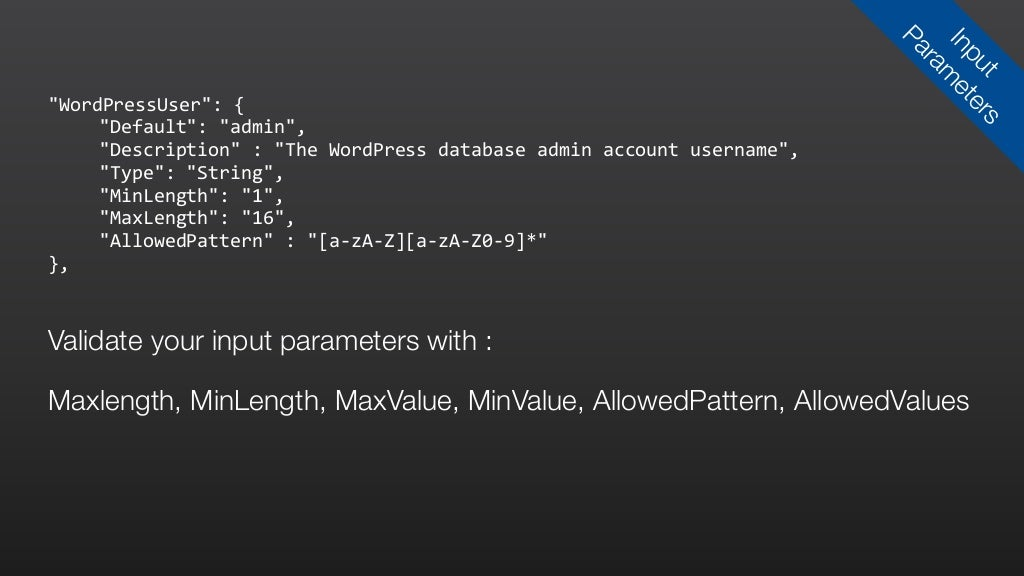 Input
Parameters
"WordPressUser": {
"Default": "admin",
"Description" : "The WordPress database admin account username",
"Type": "String",
"MinLength": "1",
"MaxLength": "16",
"AllowedPattern" : "[a-zA-Z][a-zA-Z0-9]*"
},
Validate your input parameters with :
Maxlength, MinLength, MaxValue, MinValue, AllowedPattern, AllowedValues